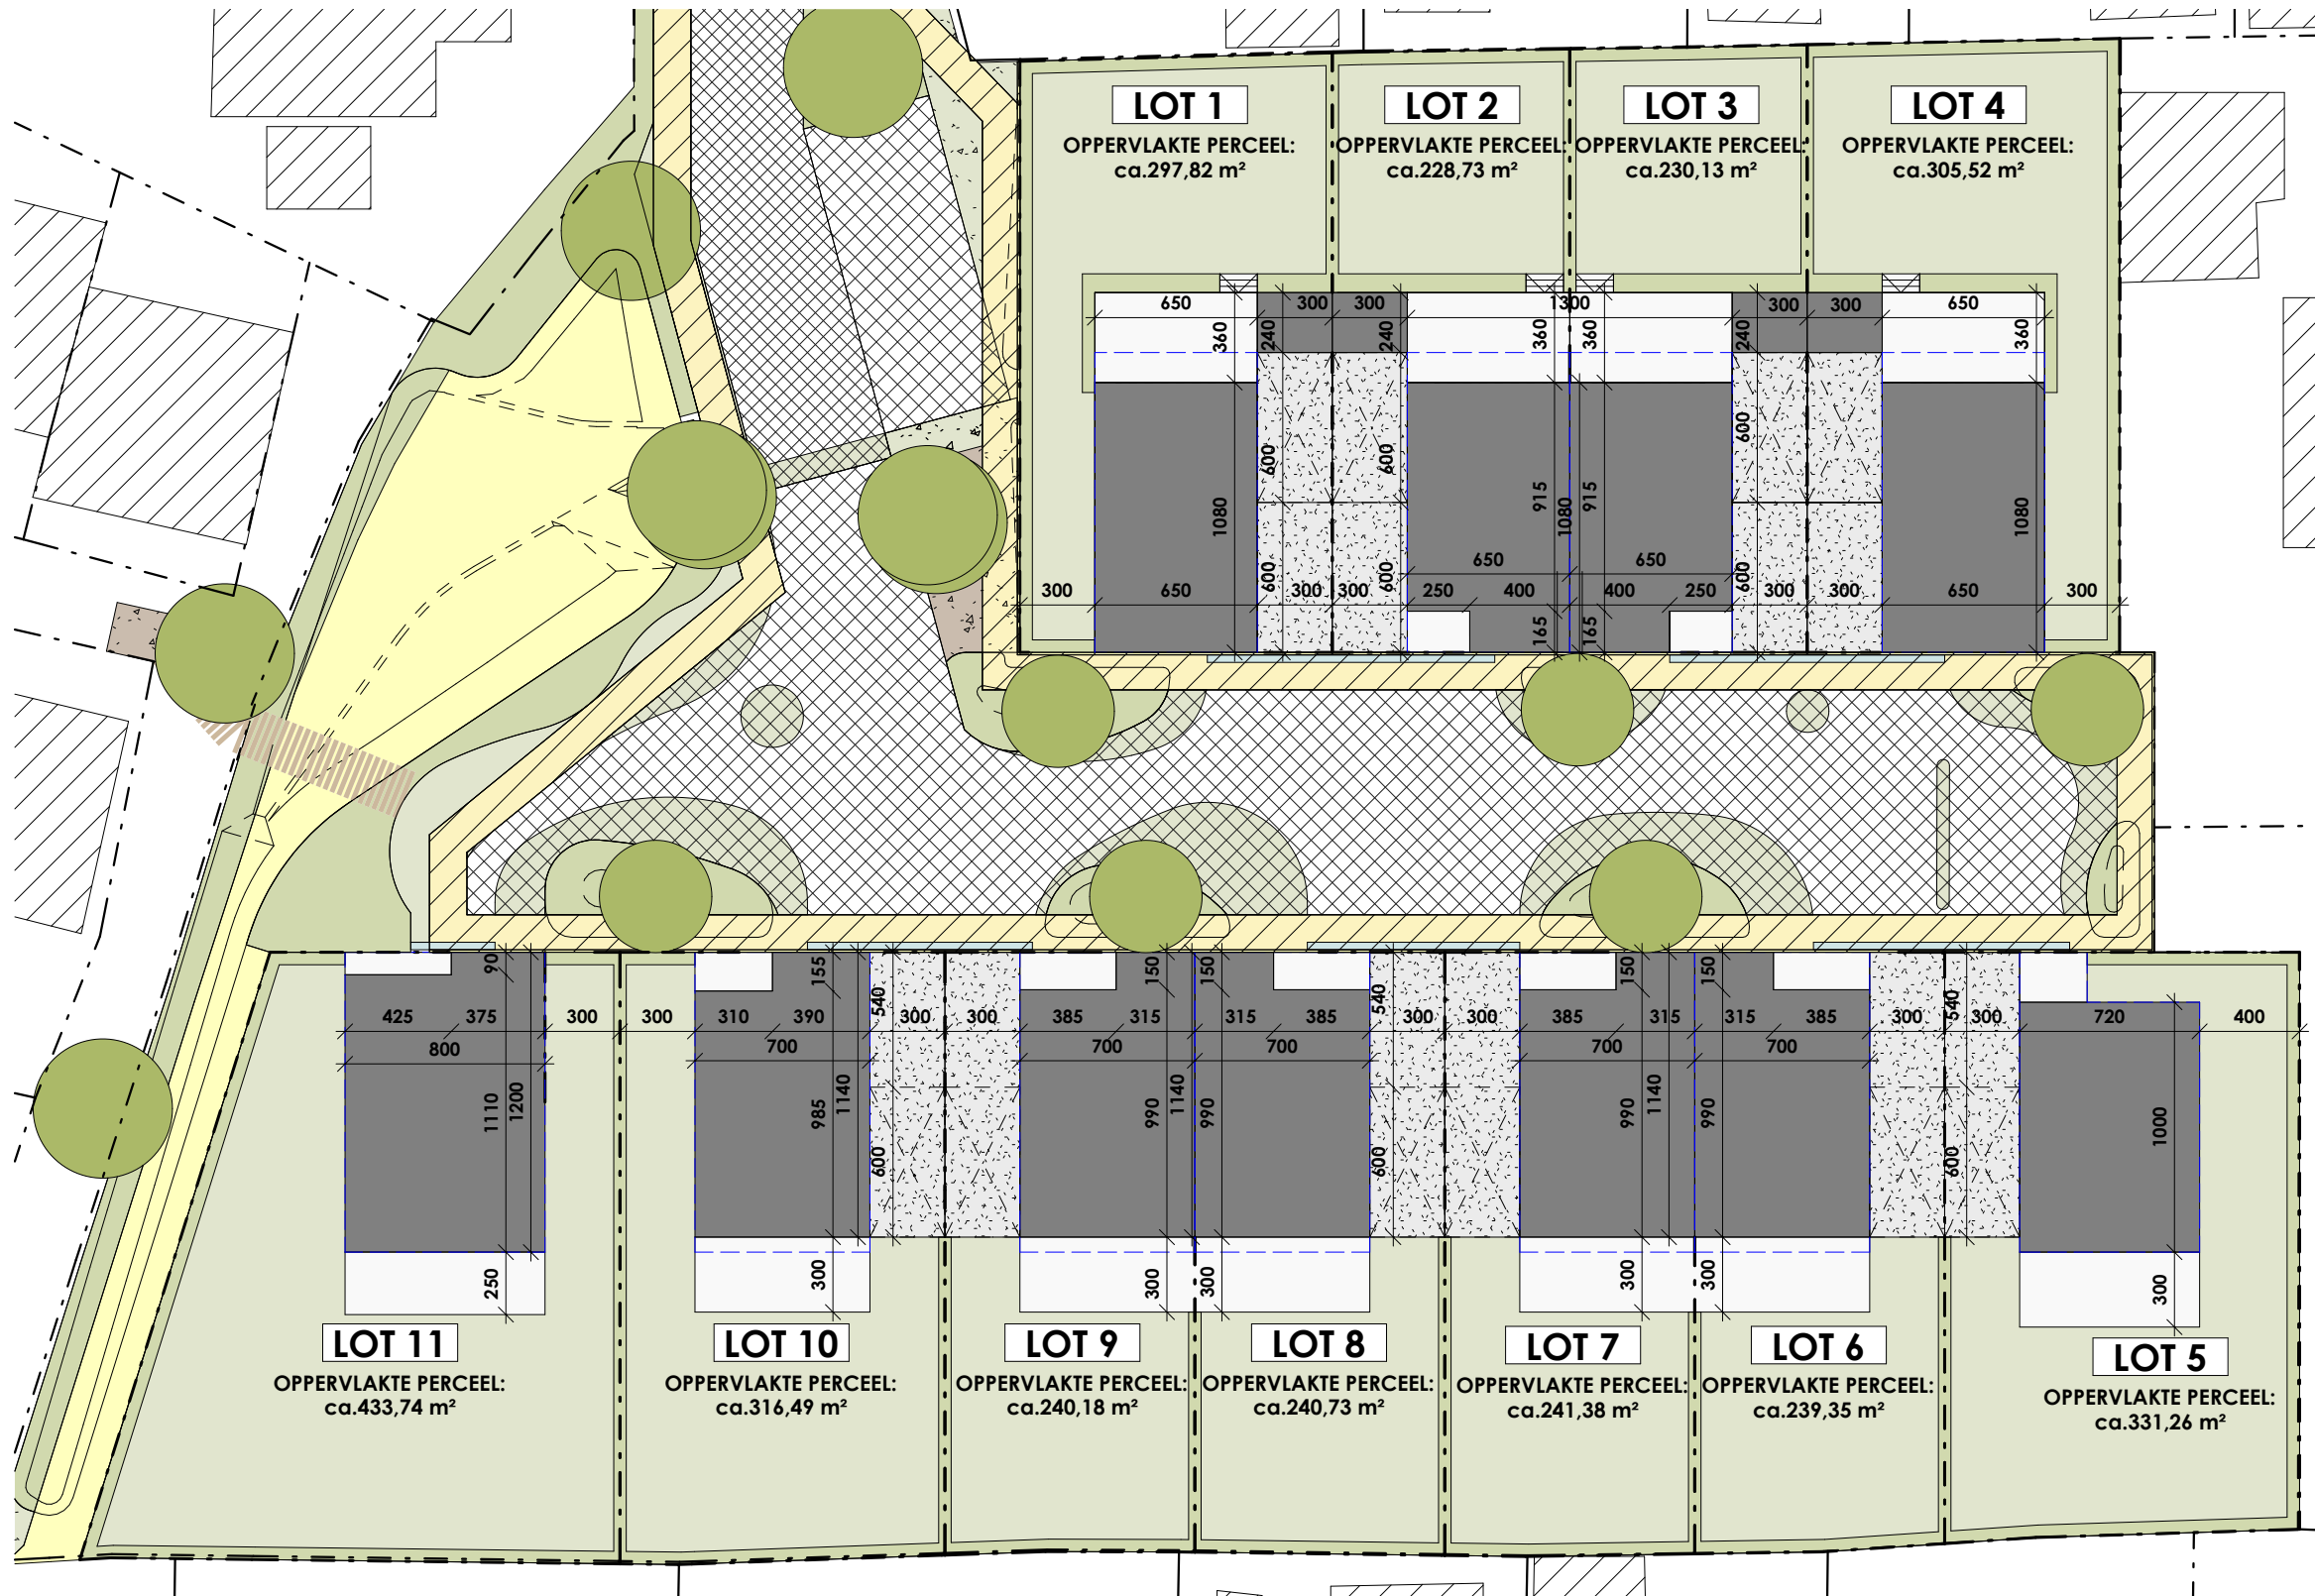 LOT 1
OPPERVLAKTE PERCEEL:
ca.297,82 m²
LOT 2
OPPERVLAKTE PERCEEL:
ca.228,73 m²
LOT 3
OPPERVLAKTE PERCEEL:
ca.230,13 m²
LOT 4
OPPERVLAKTE PERCEEL:
ca.305,52 m²
650 300 300 1300 300 300 650
360 240 240 360 360 240 360
600 600 600
1080 915 1080 915 1080
650 650
600 600 600
300 650 300 300 250 400 400 250 300 300 650 300
165 165
90 155 150 150 150 150
540 540 540
425 375 300 300 310 390 300 300 385 315 315 385 300 300 385 315 315 385 300 300 720 400
800 700 700 700 700 700
1110 1200 985 1140 990 1140 990 990 1140 990 1000
600 600 600
250 300 300 300 300 300 300
LOT 11
OPPERVLAKTE PERCEEL:
ca.433,74 m²
LOT 10
OPPERVLAKTE PERCEEL:
ca.316,49 m²
LOT 9
OPPERVLAKTE PERCEEL:
ca.240,18 m²
LOT 8
OPPERVLAKTE PERCEEL:
ca.240,73 m²
LOT 7
OPPERVLAKTE PERCEEL:
ca.241,38 m²
LOT 6
OPPERVLAKTE PERCEEL:
ca.239,35 m²
LOT 5
OPPERVLAKTE PERCEEL:
ca.331,26 m²